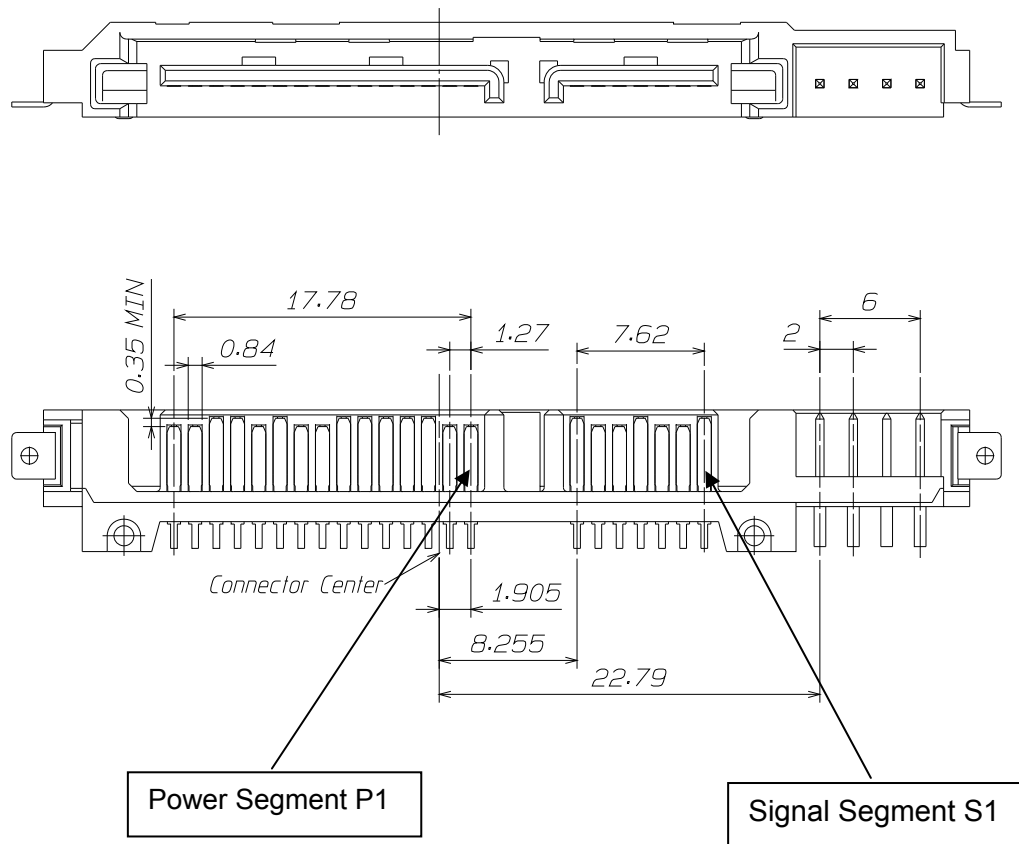 17.78
6
0.35 MIN
0.84
1.27
7.62
2
Connector Center
1.905
8.255
22.79
Power Segment P1
Signal Segment S1